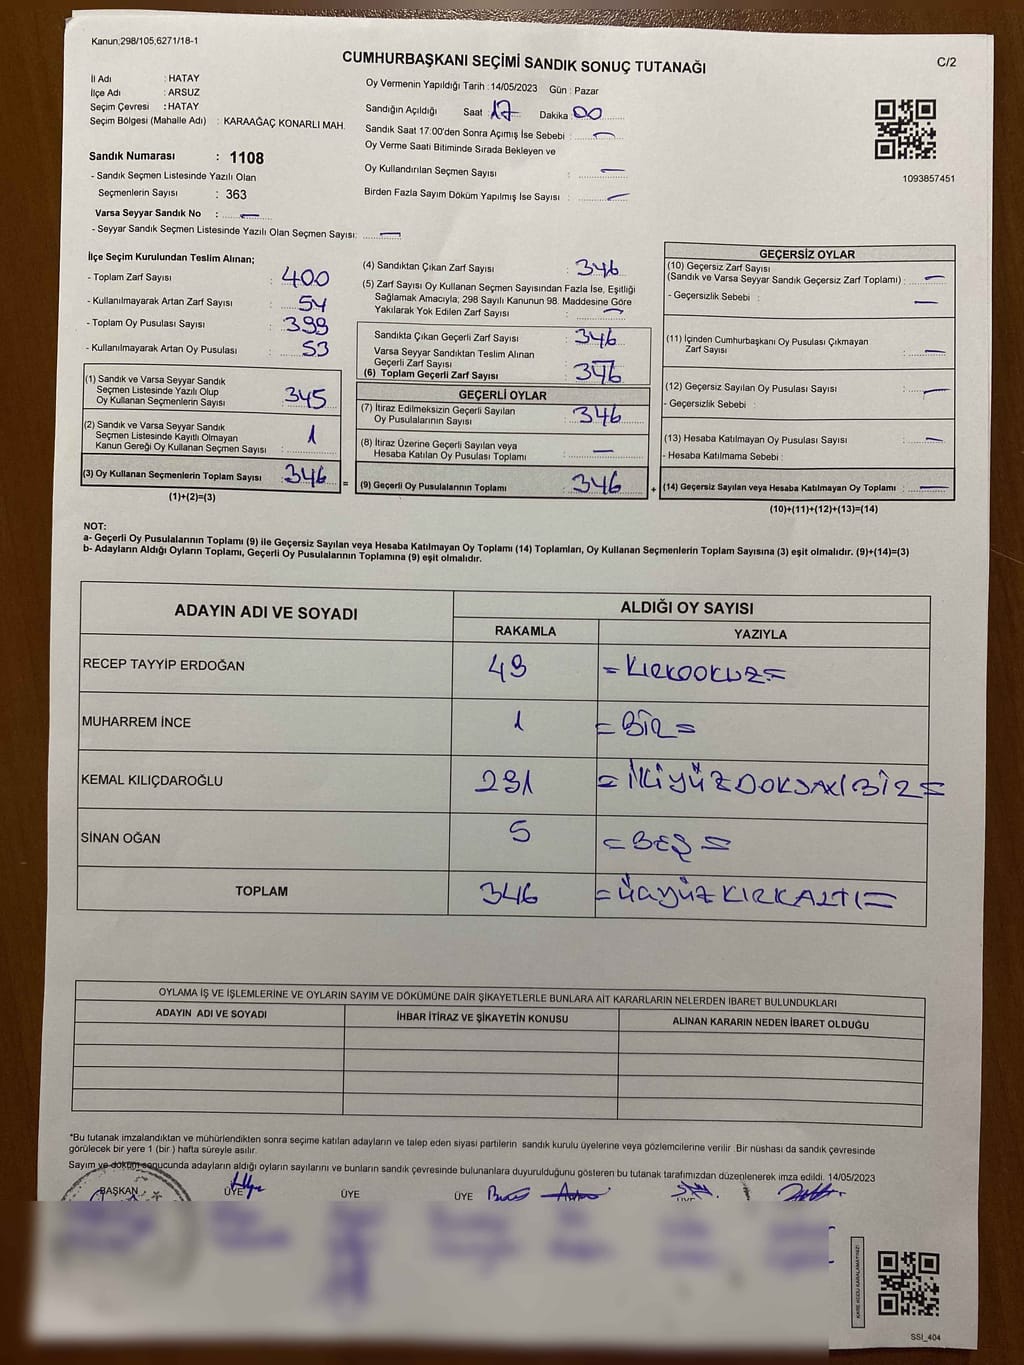 Kanun,298/105,6271/18-1
CUMHURBAŞKANI SEÇİMİ SANDIK SONUÇ TUTANAĞI
C/2
İl Adı : HATAY
İlçe Adı : ARSUZ
Seçim Çevresi : HATAY
Seçim Bölgesi (Mahalle Adı) : KARAAĞAÇ KONARLI MAH.
Sandık Numarası : 1108
- Sandık Seçmen Listesinde Yazılı Olan
Seçmenlerin Sayısı : 363
Varsa Seyyar Sandık No : —
- Seyyar Sandık Seçmen Listesinde Yazılı Olan Seçmen Sayısı: —
Oy Vermenin Yapıldığı Tarih : 14/05/2023 Gün : Pazar
Sandığın Açıldığı Saat : 17 Dakika : 00
Sandık Saat 17:00'den Sonra Açımış İse Sebebi : —
Oy Verme Saati Bitiminde Sırada Bekleyen ve
Oy Kullandırılan Seçmen Sayısı : —
Birden Fazla Sayım Döküm Yapılmış İse Sayısı : —
1093857451
İlçe Seçim Kurulundan Teslim Alınan;
- Toplam Zarf Sayısı : 400
- Kullanılmayarak Artan Zarf Sayısı : 54
- Toplam Oy Pusulası Sayısı : 399
- Kullanılmayarak Artan Oy Pusulası : 53
(1) Sandık ve Varsa Seyyar Sandık
Seçmen Listesinde Yazılı Olup
Oy Kullanan Seçmenlerin Sayısı : 345
(2) Sandık ve Varsa Seyyar Sandık
Seçmen Listesinde Kayıtlı Olmayan
Kanun Gereği Oy Kullanan Seçmen Sayısı : 1
(3) Oy Kullanan Seçmenlerin Toplam Sayısı : 346
(1)+(2)=(3)
(4) Sandıktan Çıkan Zarf Sayısı : 346
(5) Zarf Sayısı Oy Kullanan Seçmen Sayısından Fazla İse, Eşitliği
Sağlamak Amacıyla; 298 Sayılı Kanunun 98. Maddesine Göre
Yakılarak Yok Edilen Zarf Sayısı : —
Sandıkta Çıkan Geçerli Zarf Sayısı : 346
Varsa Seyyar Sandıktan Teslim Alınan
Geçerli Zarf Sayısı : —
(6) Toplam Geçerli Zarf Sayısı : 346
GEÇERLİ OYLAR
(7) İtiraz Edilmeksizin Geçerli Sayılan
Oy Pusulalarının Sayısı : 346
(8) İtiraz Üzerine Geçerli Sayılan veya
Hesaba Katılan Oy Pusulası Toplamı : —
= (9) Geçerli Oy Pusulalarının Toplamı : 346 +
GEÇERSİZ OYLAR
(10) Geçersiz Zarf Sayısı
(Sandık ve Varsa Seyyar Sandık Geçersiz Zarf Toplamı) : —
- Geçersizlik Sebebi : —
(11) İçinden Cumhurbaşkanı Oy Pusulası Çıkmayan
Zarf Sayısı : —
(12) Geçersiz Sayılan Oy Pusulası Sayısı : —
- Geçersizlik Sebebi :
(13) Hesaba Katılmayan Oy Pusulası Sayısı : —
- Hesaba Katılmama Sebebi :
(14) Geçersiz Sayılan veya Hesaba Katılmayan Oy Toplamı : —
(10)+(11)+(12)+(13)=(14)
NOT:
a- Geçerli Oy Pusulalarının Toplamı (9) ile Geçersiz Sayılan veya Hesaba Katılmayan Oy Toplamı (14) Toplamları, Oy Kullanan Seçmenlerin Toplam Sayısına (3) eşit olmalıdır. (9)+(14)=(3)
b- Adayların Aldığı Oyların Toplamı, Geçerli Oy Pusulalarının Toplamına (9) eşit olmalıdır.
ADAYIN ADI VE SOYADI ALDIĞI OY SAYISI
RAKAMLA YAZIYLA
RECEP TAYYİP ERDOĞAN 49 =KIRKDOKUZ=
MUHARREM İNCE 1 =BİR=
KEMAL KILIÇDAROĞLU 291 =İKİYÜZDOKSANBİR=
SİNAN OĞAN 5 =BEŞ=
TOPLAM 346 =ÜÇYÜZKIRKALTI=
OYLAMA İŞ VE İŞLEMLERİNE VE OYLARIN SAYIM VE DÖKÜMÜNE DAİR ŞİKAYETLERLE BUNLARA AİT KARARLARIN NELERDEN İBARET BULUNDUKLARI
ADAYIN ADI VE SOYADI İHBAR İTİRAZ VE ŞİKAYETİN KONUSU ALINAN KARARIN NEDEN İBARET OLDUĞU
*Bu tutanak imzalandıktan ve mühürlendikten sonra seçime katılan adayların ve talep eden siyasi partilerin sandık kurulu üyelerine veya gözlemcilerine verilir. Bir nüshası da sandık çevresinde
görülecek bir yere 1 (bir ) hafta süreyle asılır.
Sayım ve döküm sonucunda adayların aldığı oyların sayılarını ve bunların sandık çevresinde bulunanlara duyurulduğunu gösteren bu tutanak tarafımızdan düzenlenerek imza edildi. 14/05/2023
BAŞKAN ÜYE ÜYE ÜYE
KARE KODU KARALAMAYINIZ!
SSI_404